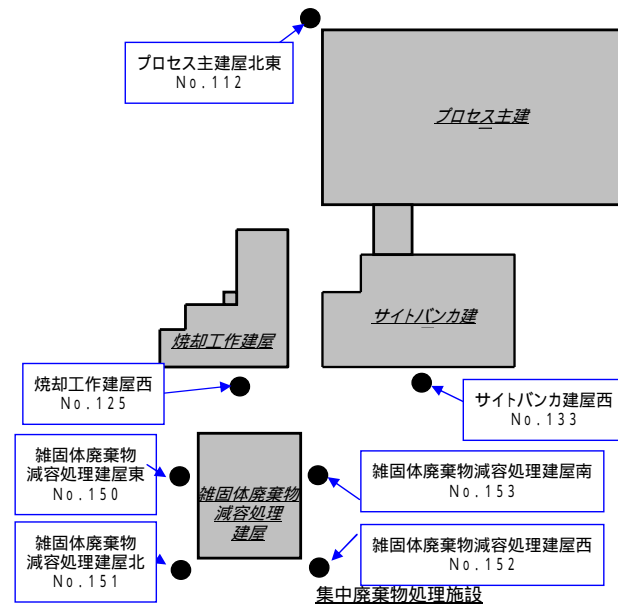 プロセス主建屋北東
No.112
プロセス主建
サイトバンカ建
焼却工作建屋
焼却工作建屋西
No.125
サイトバンカ建屋西
No.133
雑固体廃棄物
減容処理建屋東
No.150
雑固体廃棄物
減容処理
建屋
雑固体廃棄物減容処理建屋南
No.153
雑固体廃棄物
減容処理建屋北
No.151
雑固体廃棄物減容処理建屋西
No.152
集中廃棄物処理施設